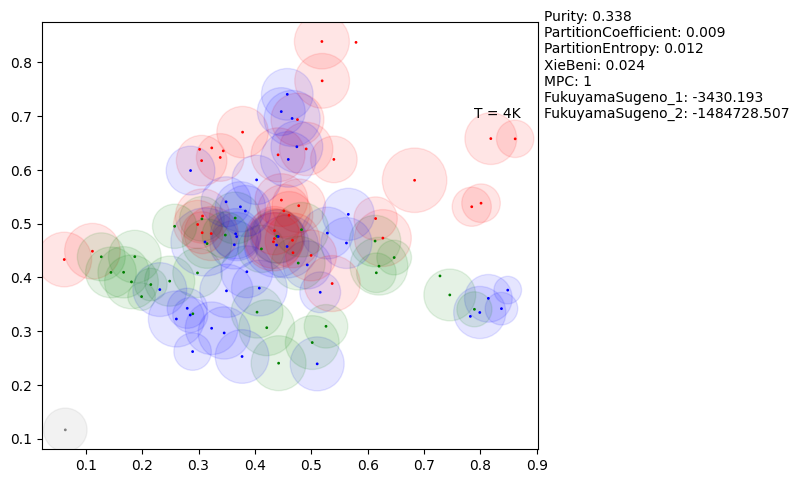 Purity: 0.338
PartitionCoefficient: 0.009
PartitionEntropy: 0.012
XieBeni: 0.024
MPC: 1
FukuyamaSugeno_1: -3430.193
FukuyamaSugeno_2: -1484728.507
T = 4K
0.8
0.7
0.6
0.5
0.4
0.3
0.2
0.1
0.1 0.2 0.3 0.4 0.5 0.6 0.7 0.8 0.9